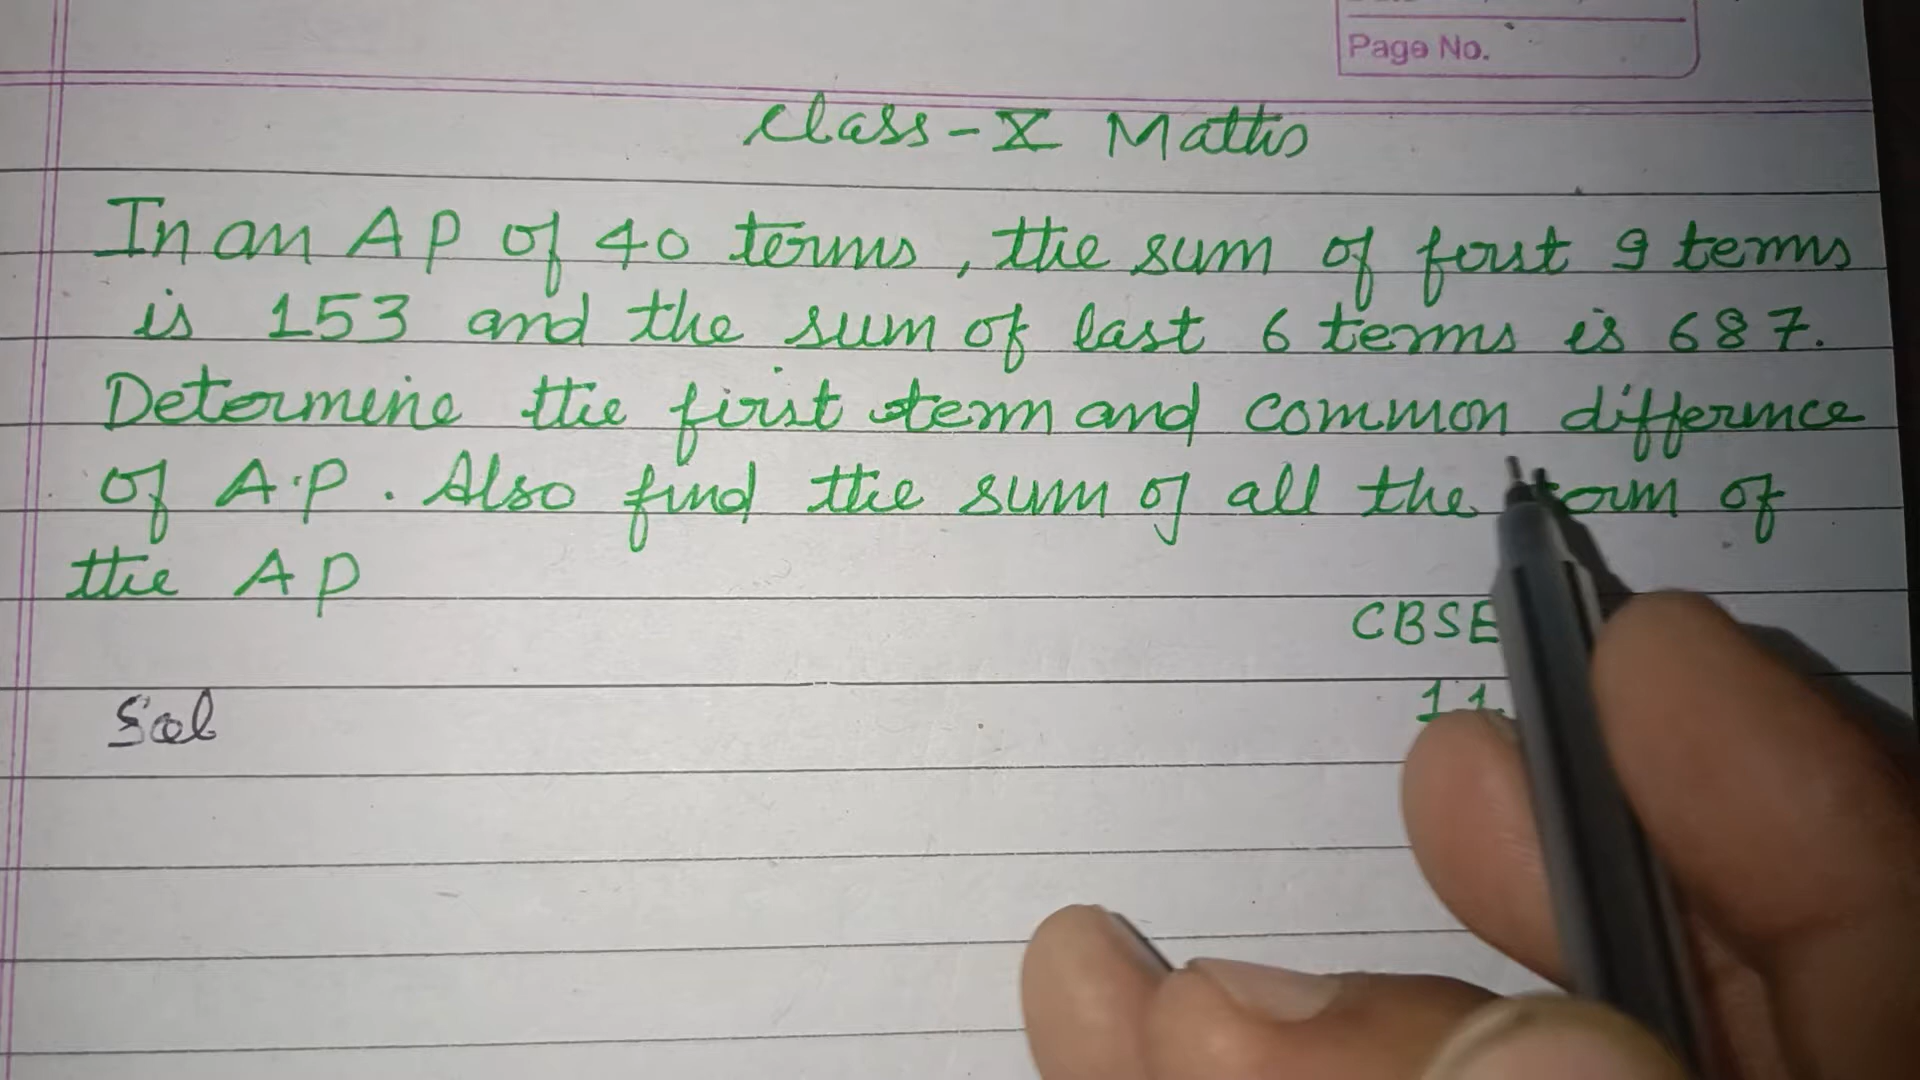 Page No.
Class-X Maths
In an AP of 40 terms, the sum of first 9 terms
is 153 and the sum of last 6 terms is 687.
Determine the first term and common difference
of A.P. Also find the sum of all the term of
the AP
CBSE
Sol